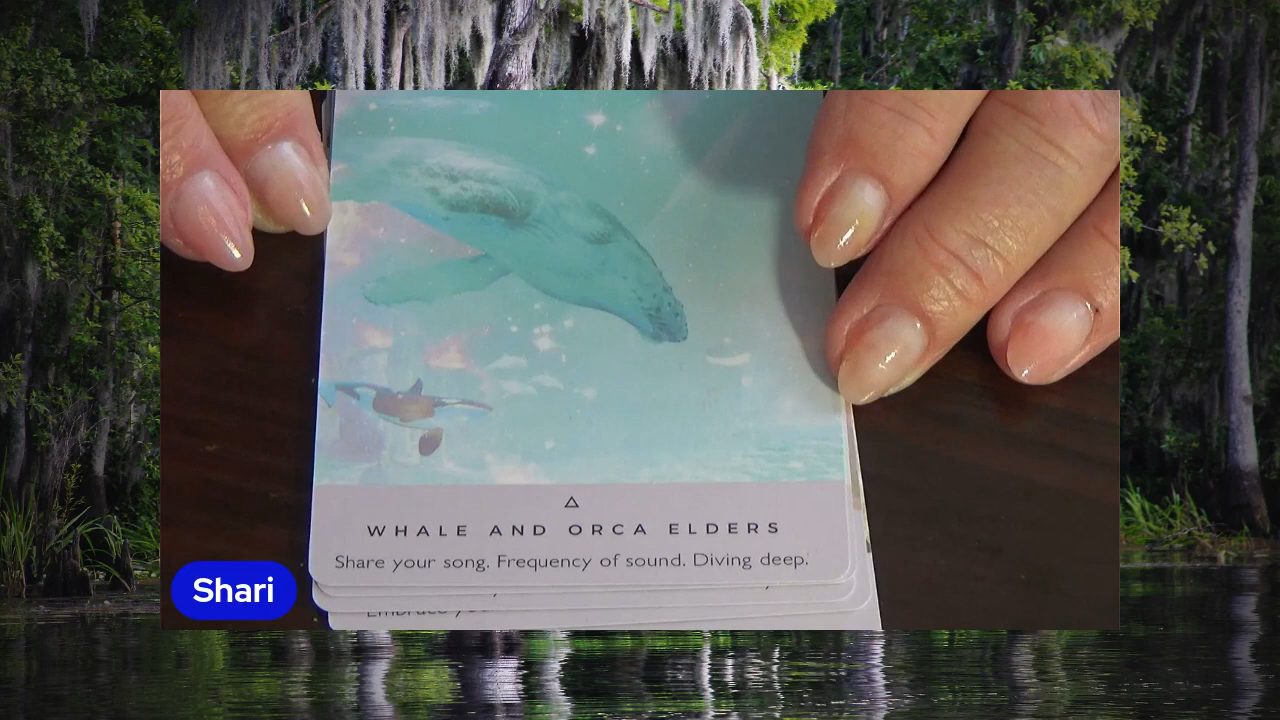 WHALE AND ORCA ELDERS
Share your song. Frequency of sound. Diving deep.
Shari